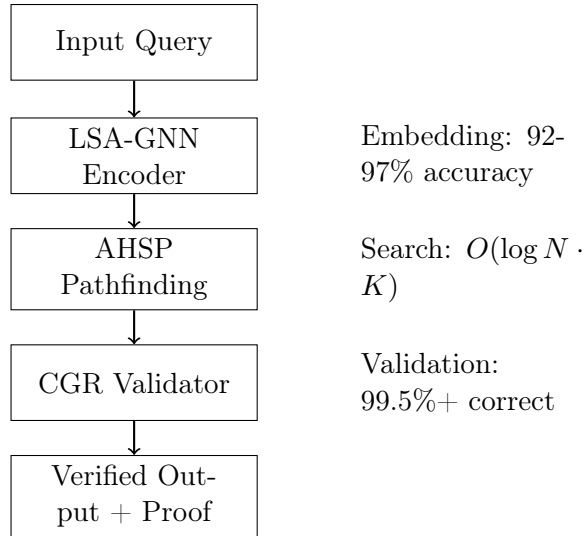 Input Query
LSA-GNN
Encoder
Embedding: 92-
97% accuracy
AHSP
Pathfinding
Search: O(log N ·
K)
CGR Validator
Validation:
99.5%+ correct
Verified Out-
put + Proof